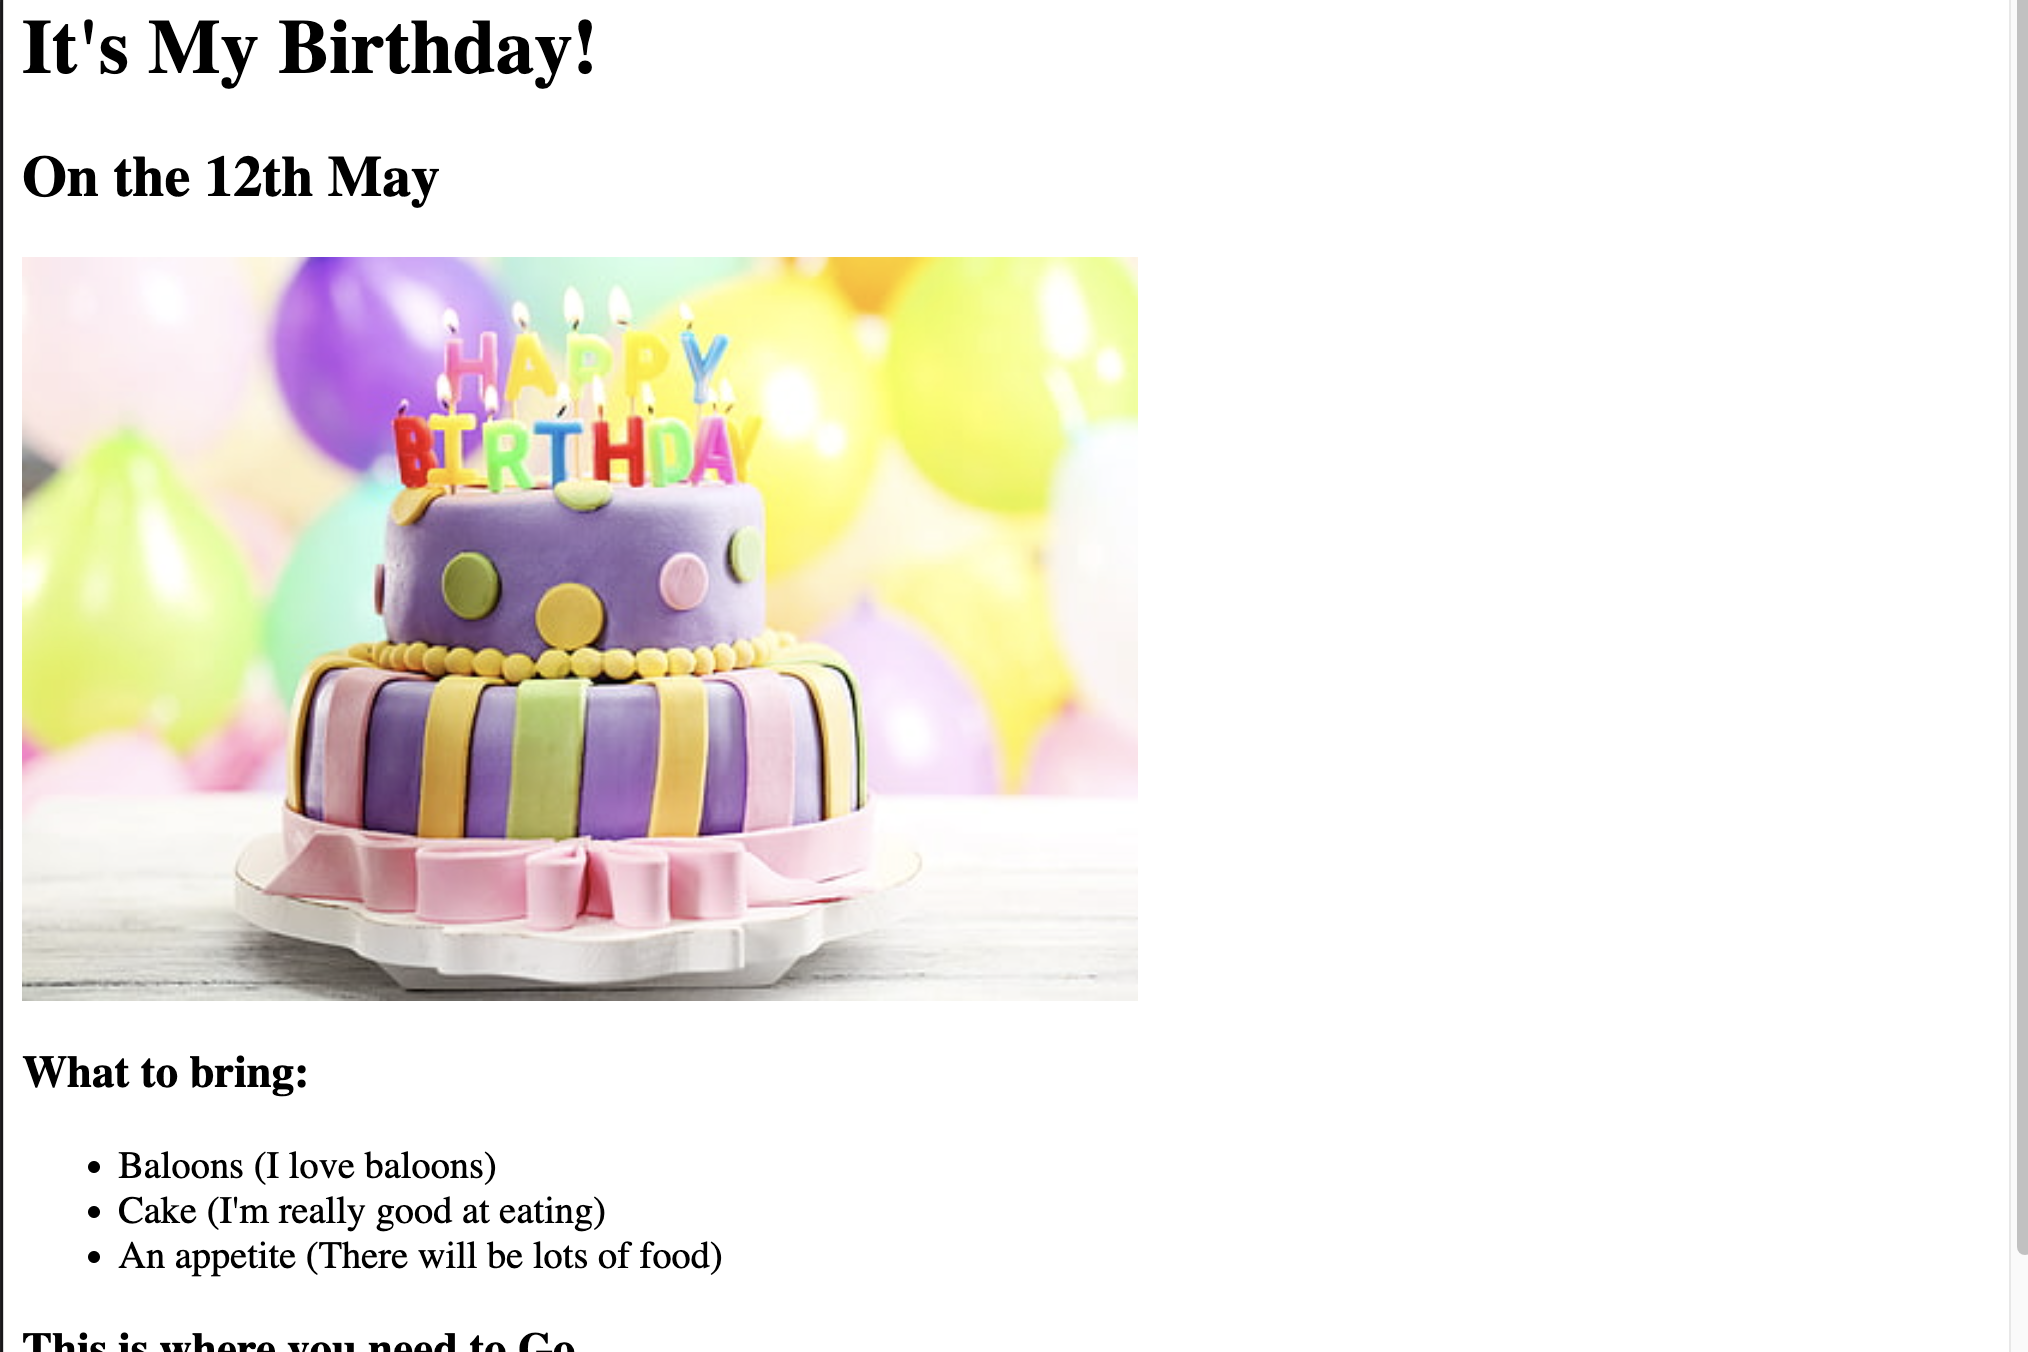 It's My Birthday!
On the 12th May
HAPPY
BIRTHDAY
What to bring:
Baloons (I love baloons)
Cake (I'm really good at eating)
An appetite (There will be lots of food)
This is where you need to Go